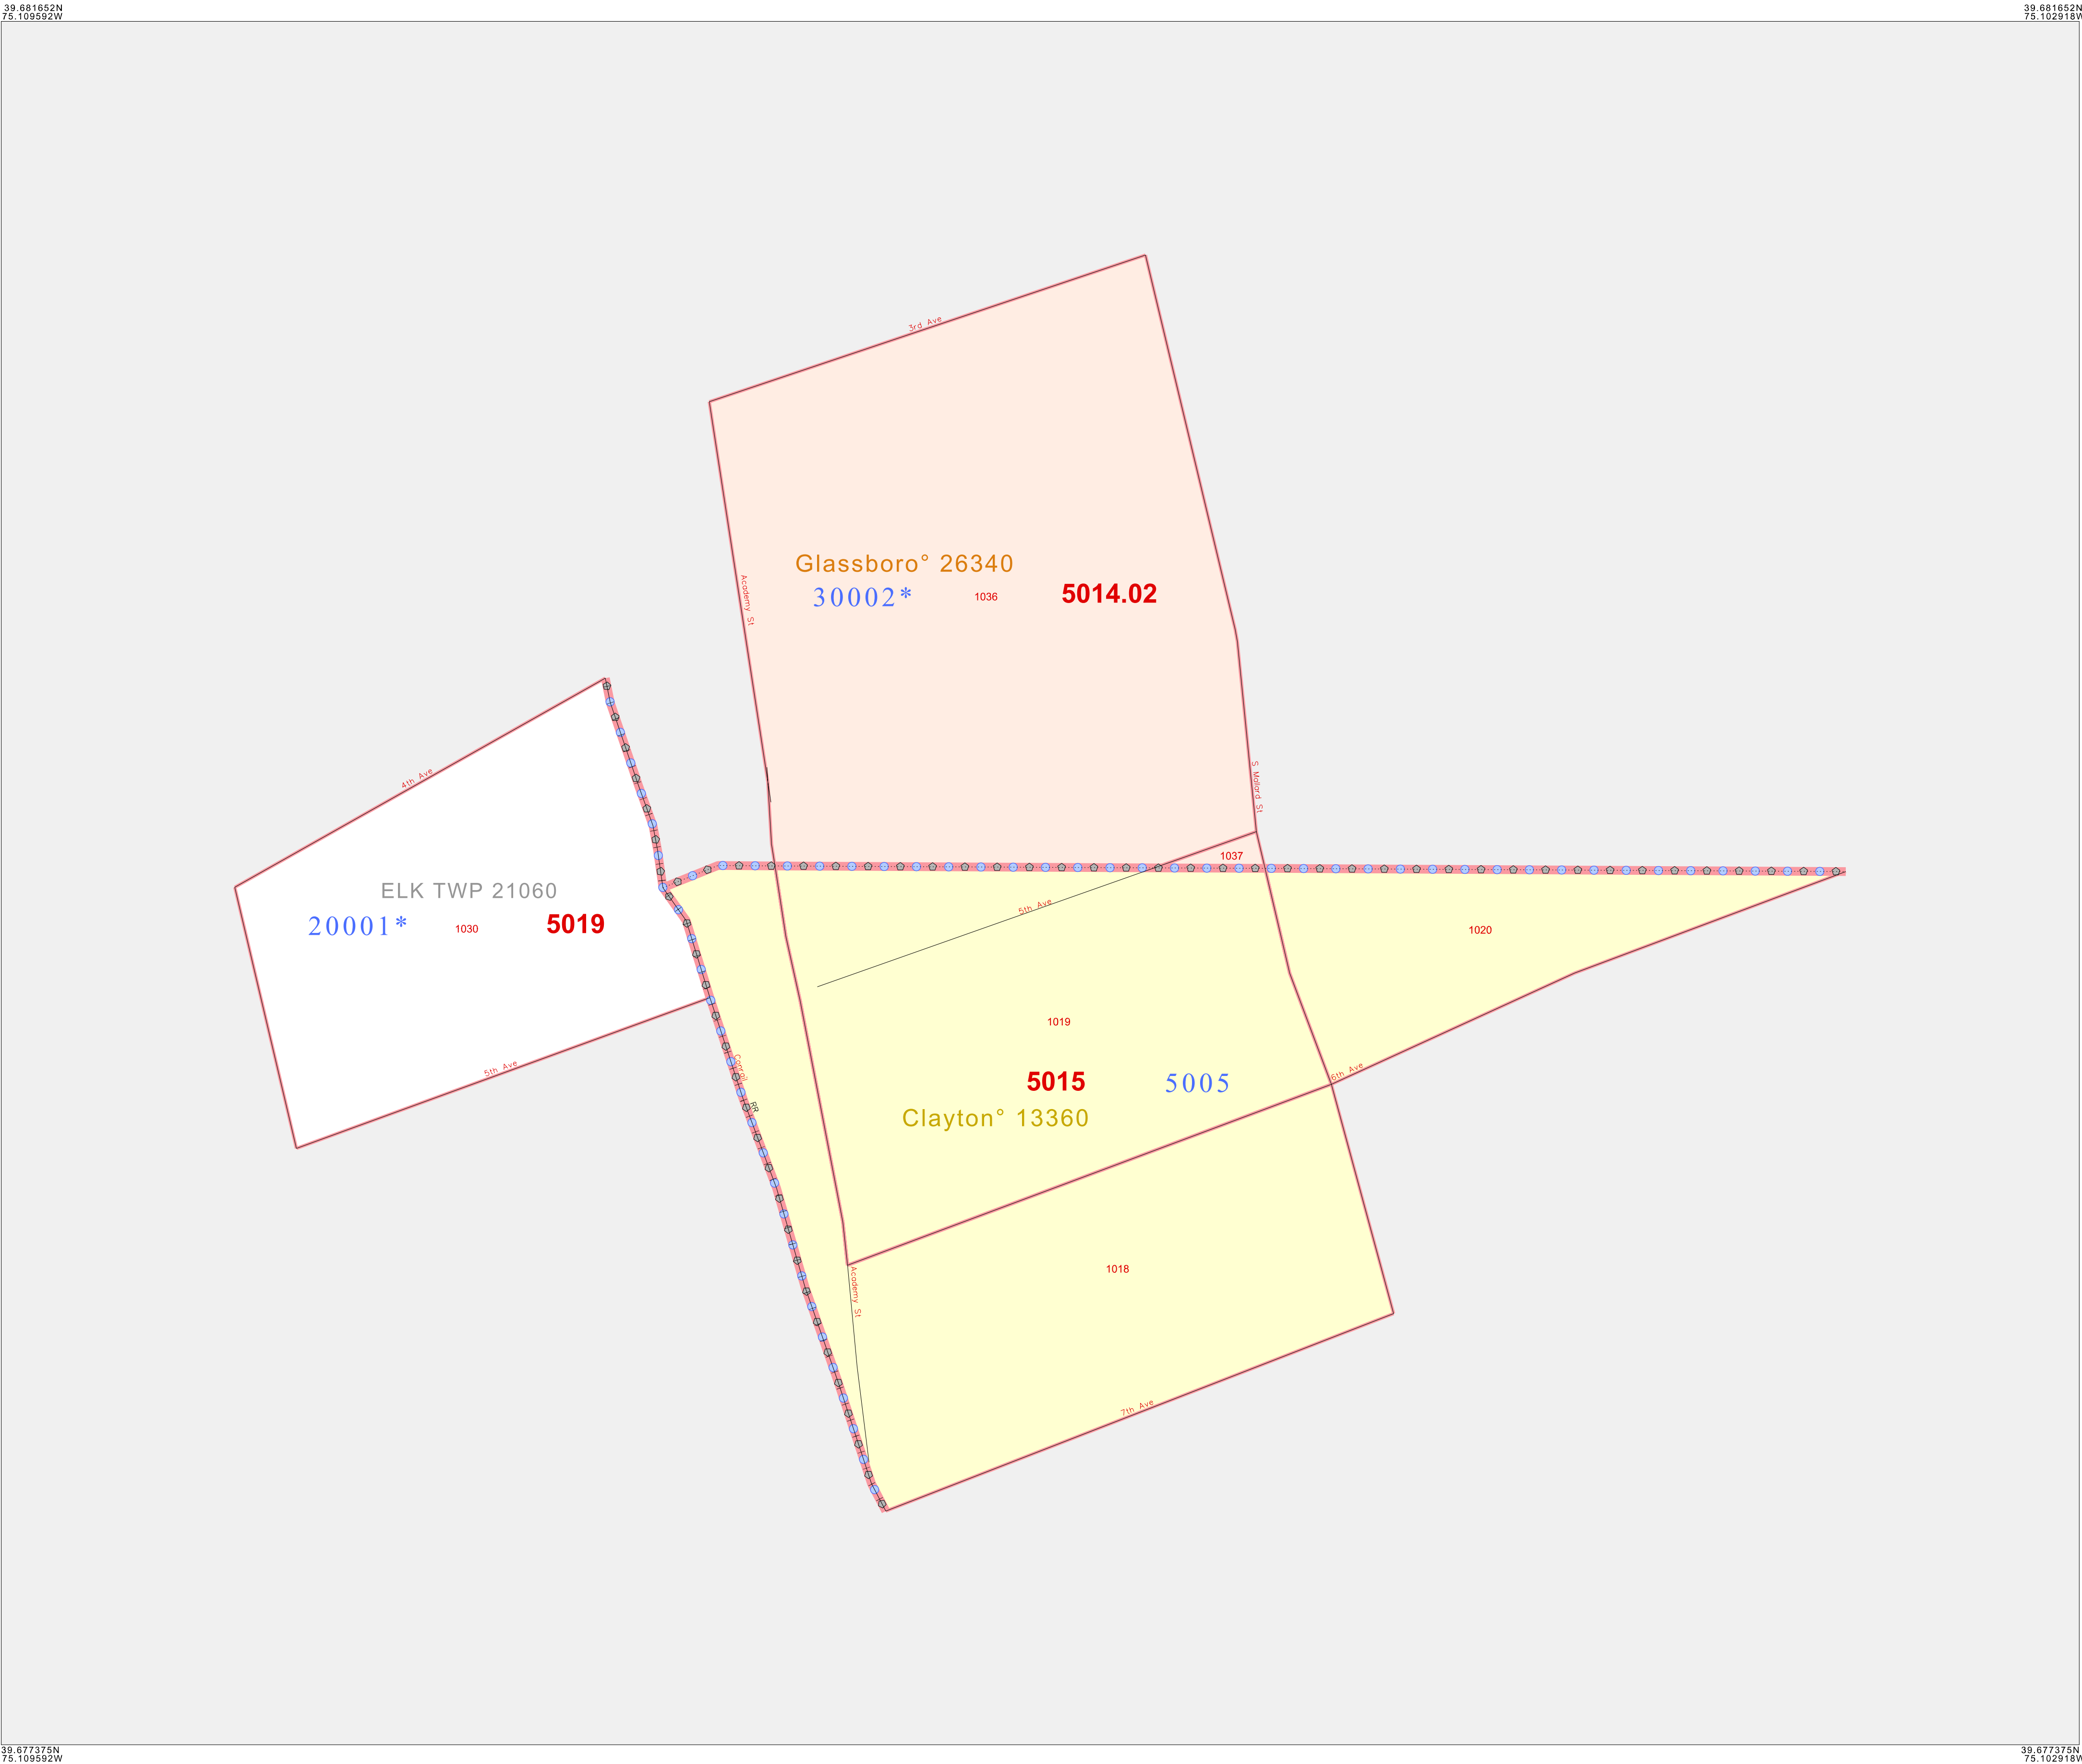 39.681652N
75.109592W
39.681652N
75.102918W
3rd Ave
Glassboro° 26340
Academy St
30002*
1036
5014.02
4th Ave
S Mallard St
1037
ELK TWP 21060
20001*
1030
5019
5th Ave
1020
1019
Conrail
RR
5th Ave
5015
5005
6th Ave
Clayton° 13360
Academy St
1018
7th Ave
39.677375N
75.109592W
39.677375N
75.102918W